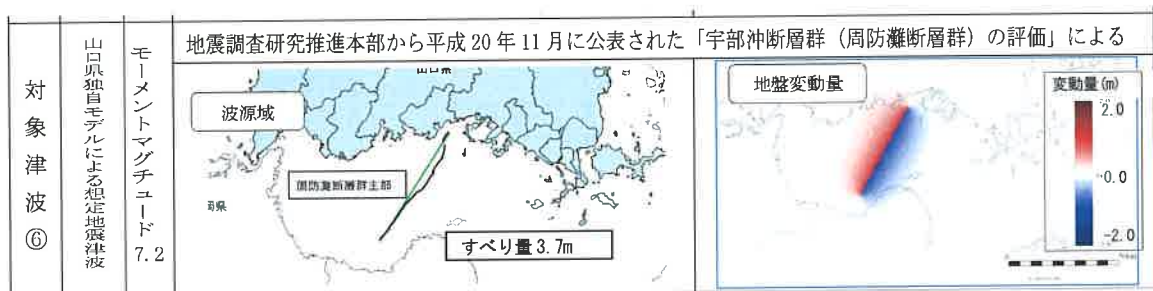 対象津波⑥
山口県独自モデルによる想定地震津波
モーメントマグチュード7.2
地震調査研究推進本部から平成20年11月に公表された「宇部沖断層群（周防灘断層群）の評価」による
山口県
波源域
周防灘断層群主部
岡県
すべり量3.7m
地盤変動量
変動量(m)
2.0
0.0
-2.0